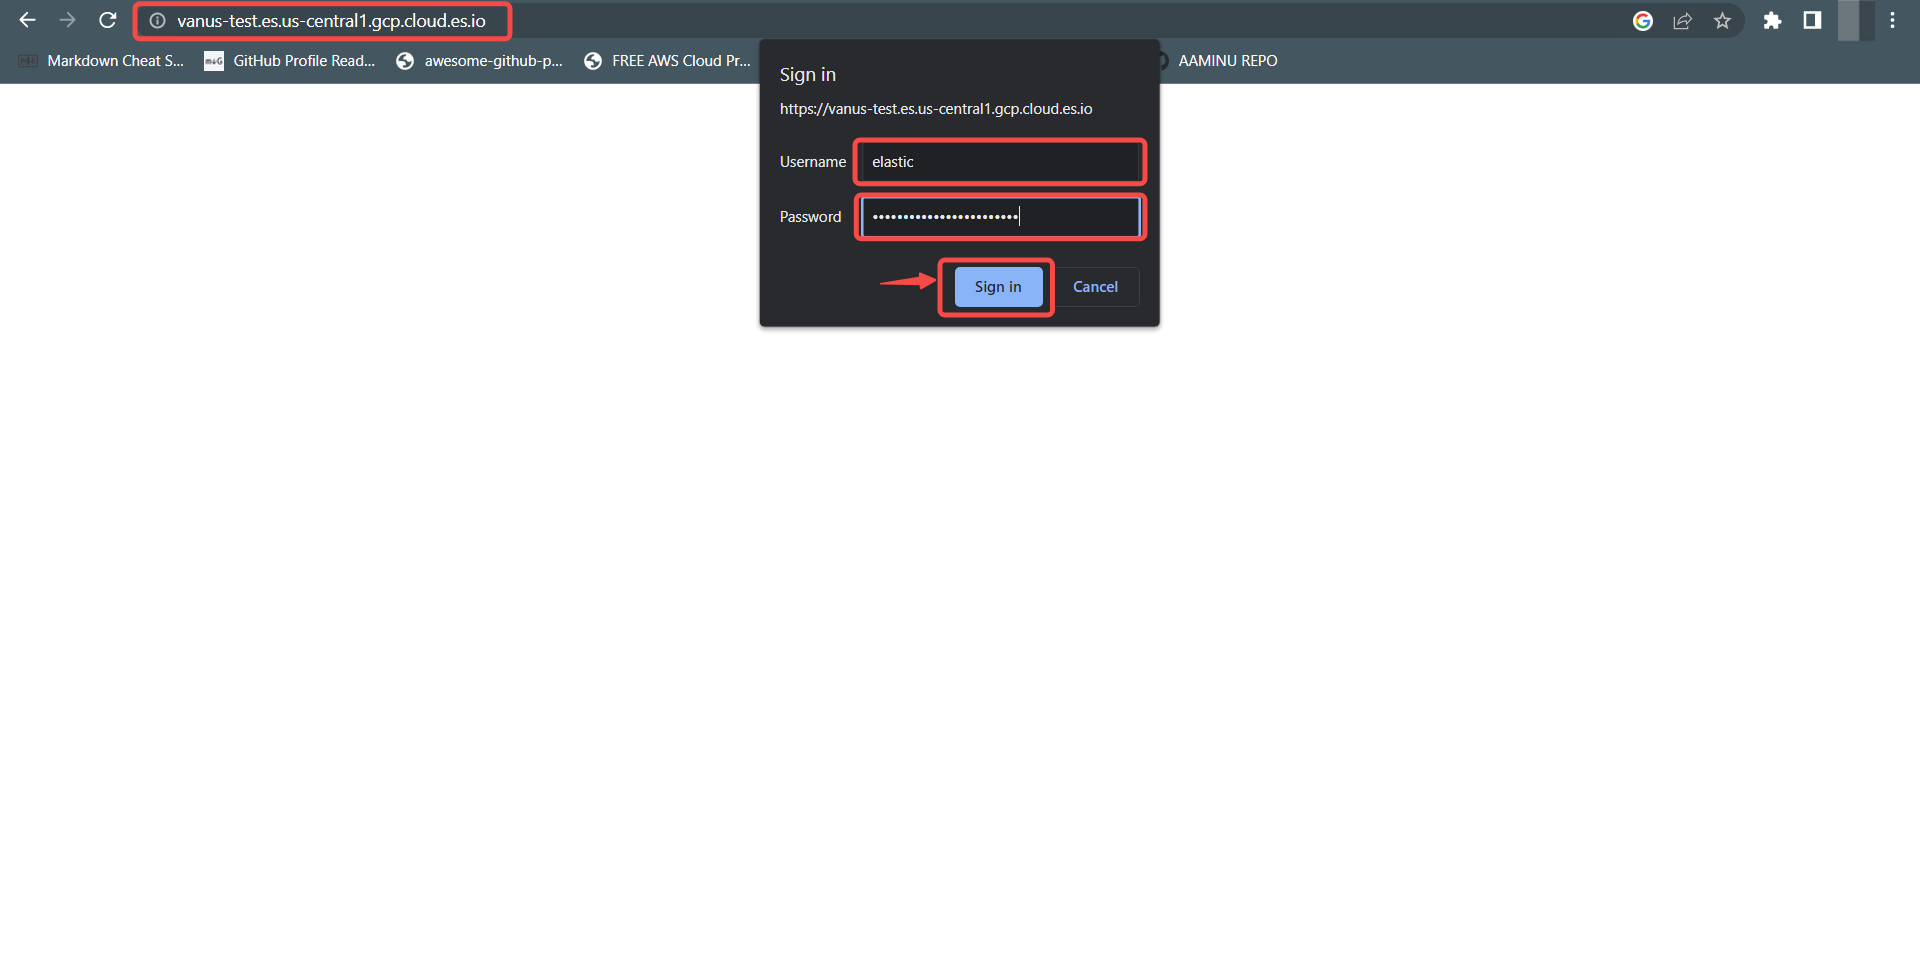 vanus-test.es.us-central1.gcp.cloud.es.io
Markdown Cheat S... GitHub Profile Read... awesome-github-p... FREE AWS Cloud Pr... AAMINU REPO
Sign in
https://vanus-test.es.us-central1.gcp.cloud.es.io
Username elastic
Password ••••••••••••••••••••••••
Sign in Cancel